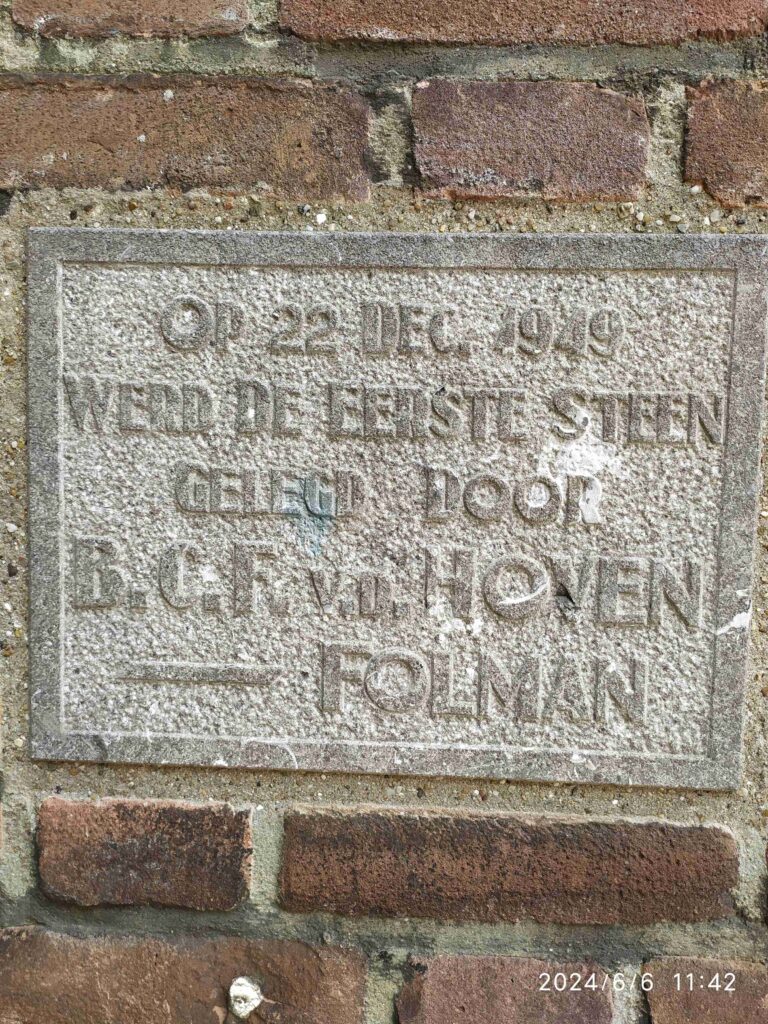 OP 22 DEC. 1949
WERD DE EERSTE STEEN
GELEGD DOOR
B.C.F. V.D. HOVEN
— FOLMAN
2024/6/6 11:42